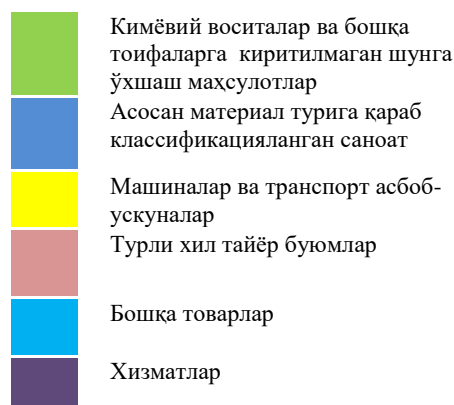 Кимёвий воситалар ва бошқа
тоифаларга киритилмаган шунга
ўхшаш маҳсулотлар
Асосан материал турига қараб
классификацияланган саноат
Машиналар ва транспорт асбоб-
ускуналар
Турли хил тайёр буюмлар
Бошқа товарлар
Хизматлар